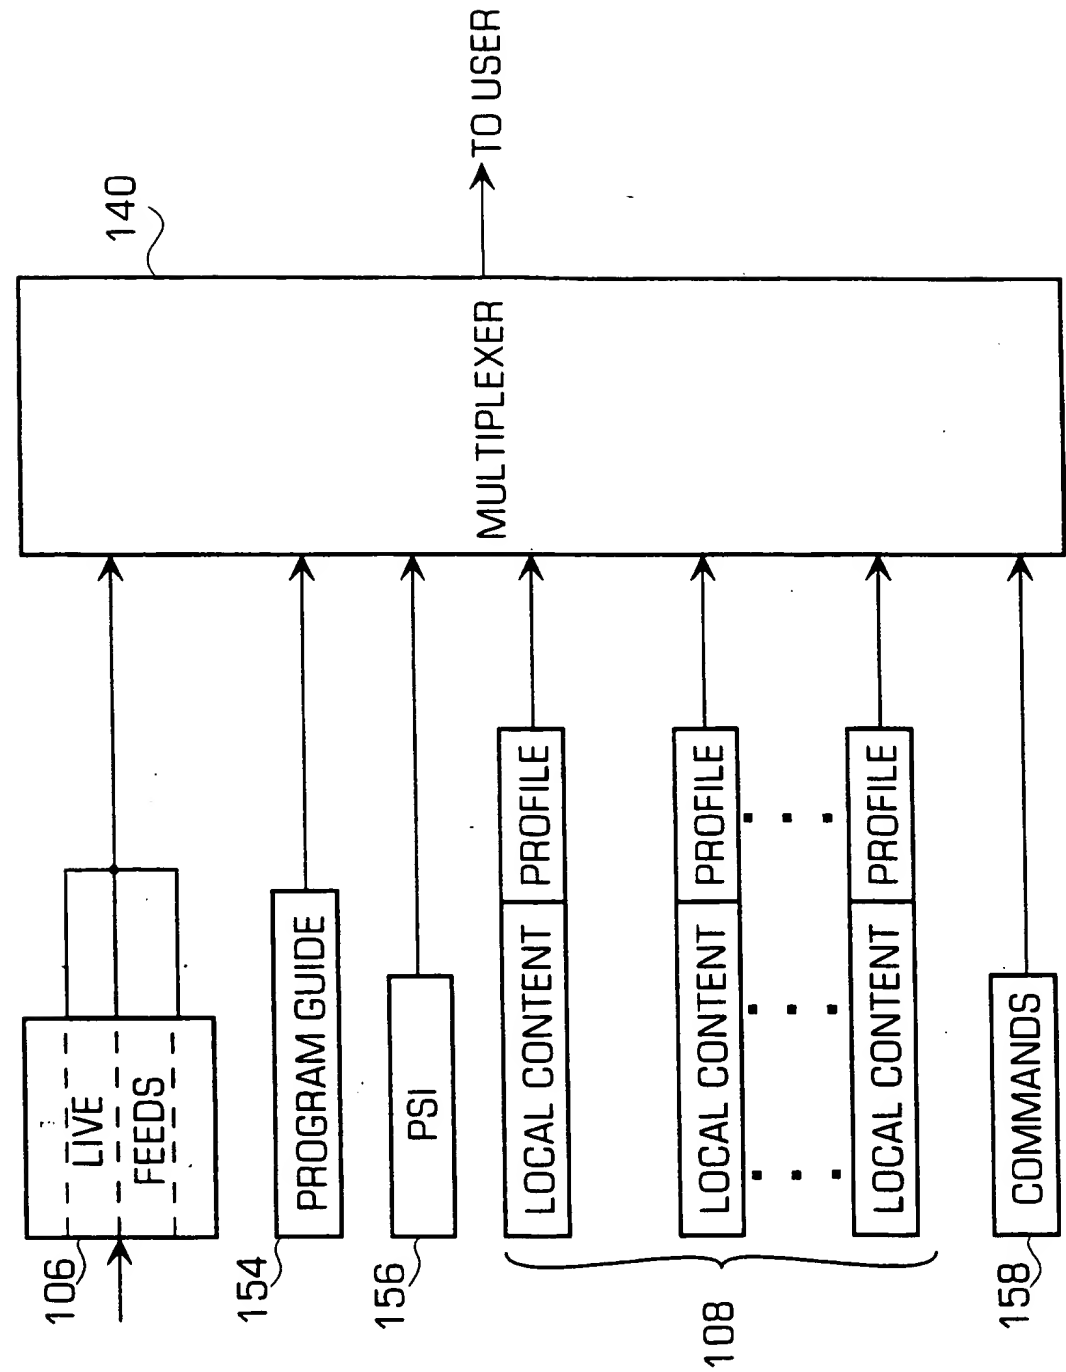 106
LIVE
FEEDS
154
PROGRAM GUIDE
156
PSI
108
LOCAL CONTENT PROFILE
LOCAL CONTENT PROFILE
LOCAL CONTENT PROFILE
158
COMMANDS
140
MULTIPLEXER
TO USER